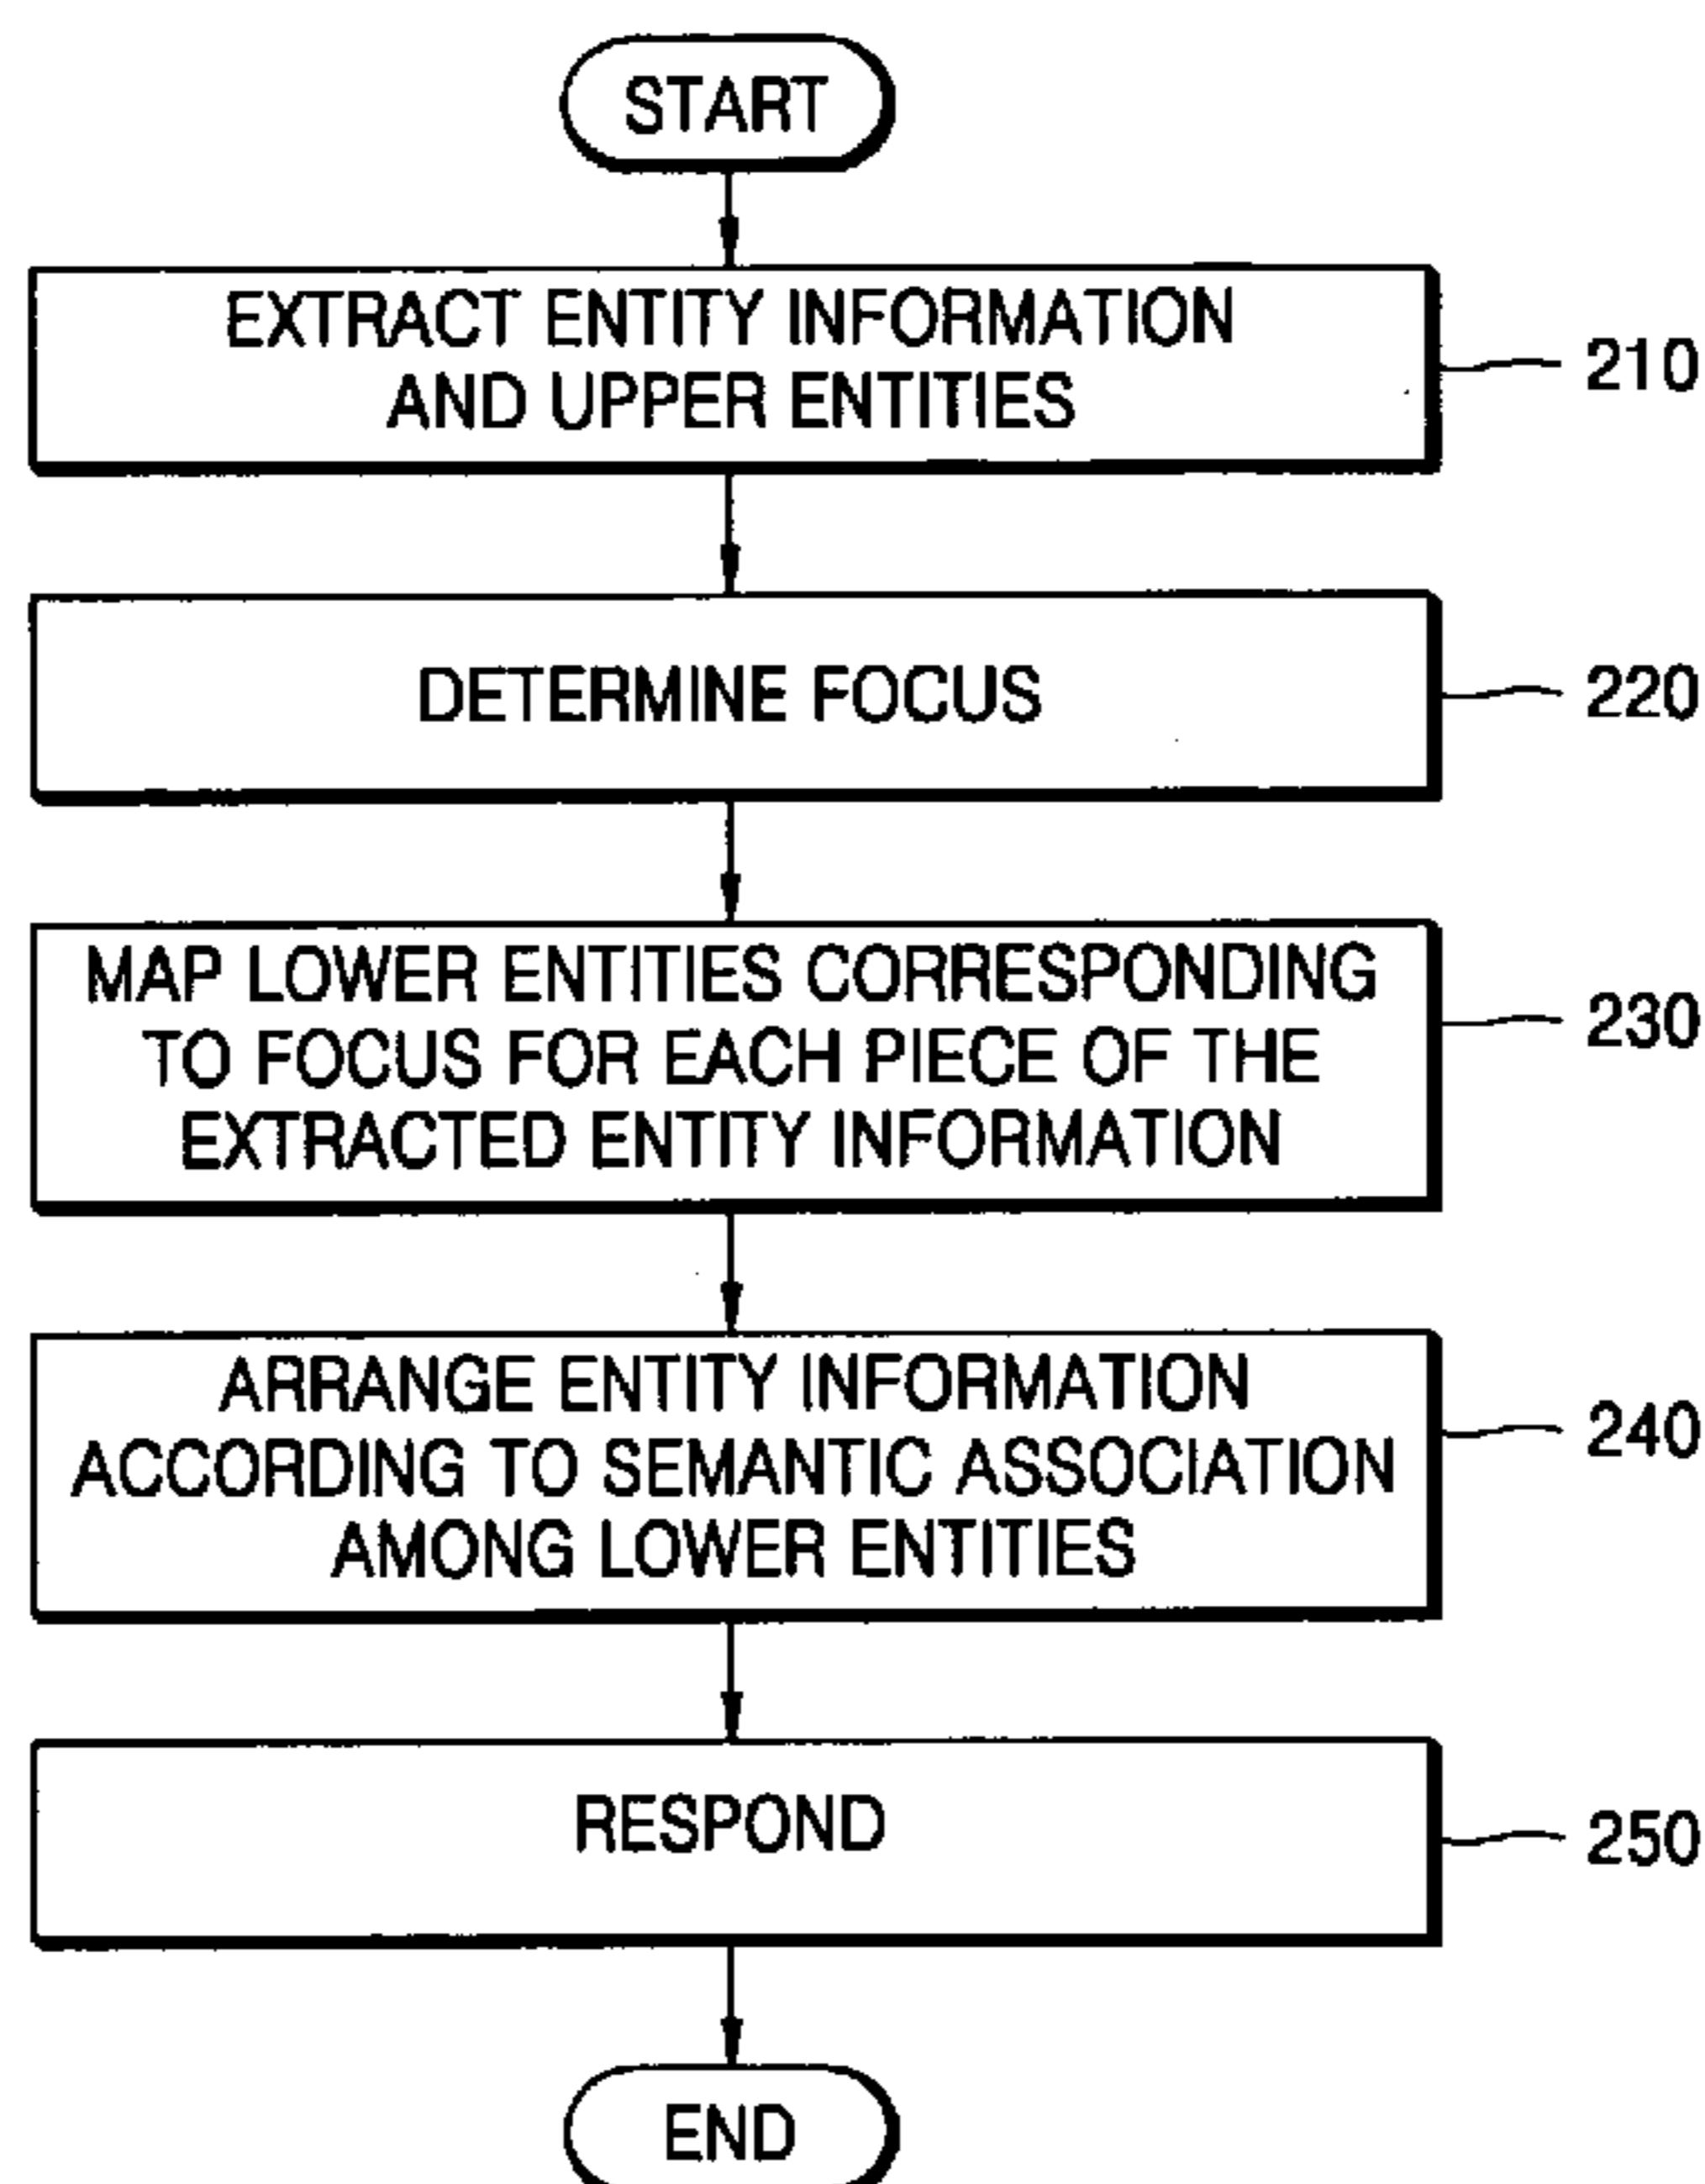 START
EXTRACT ENTITY INFORMATION
AND UPPER ENTITIES
210
DETERMINE FOCUS
220
MAP LOWER ENTITIES CORRESPONDING
TO FOCUS FOR EACH PIECE OF THE
EXTRACTED ENTITY INFORMATION
230
ARRANGE ENTITY INFORMATION
ACCORDING TO SEMANTIC ASSOCIATION
AMONG LOWER ENTITIES
240
RESPOND
250
END